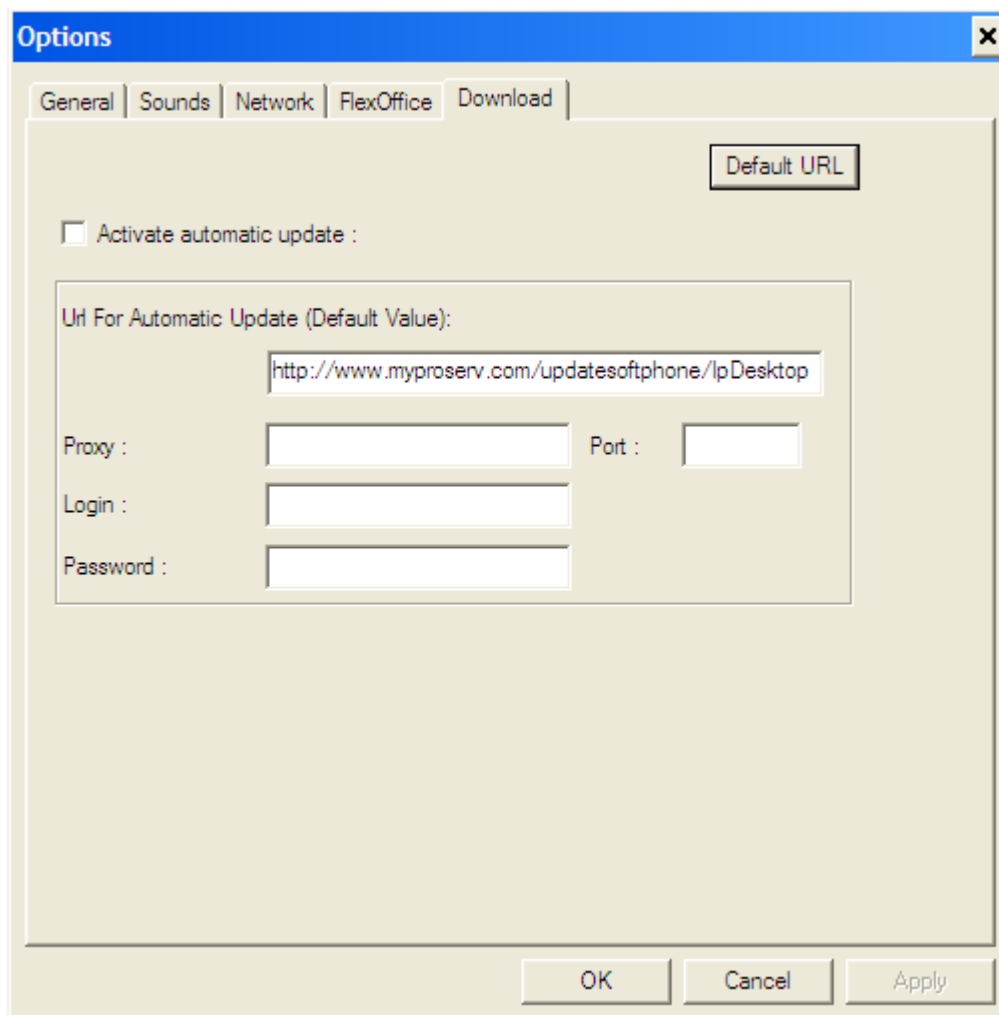 Options
General Sounds Network FlexOffice Download
Default URL
Activate automatic update :
Url For Automatic Update (Default Value):
http://www.myproserv.com/updatesoftphone/IpDesktop
Proxy : Port :
Login :
Password :
OK Cancel Apply